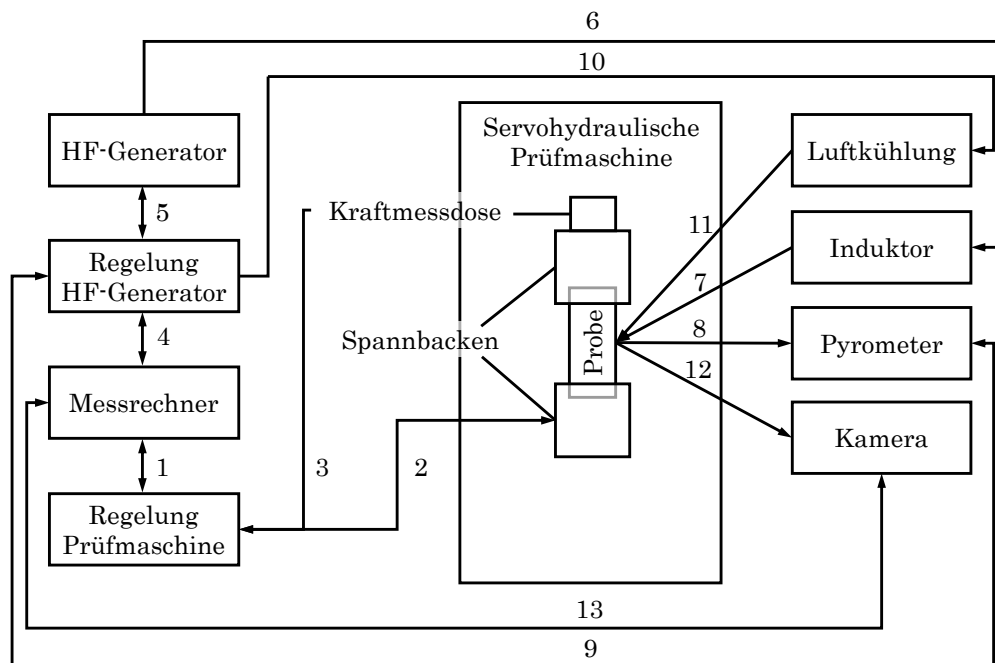 6
10
HF-Generator
Servohydraulische
Prüfmaschine
Luftkühlung
5
Kraftmessdose
11
Regelung
HF-Generator
Induktor
7
4
Spannbacken
Probe
8
Pyrometer
12
Messrechner
Kamera
1
3
2
Regelung
Prüfmaschine
13
9